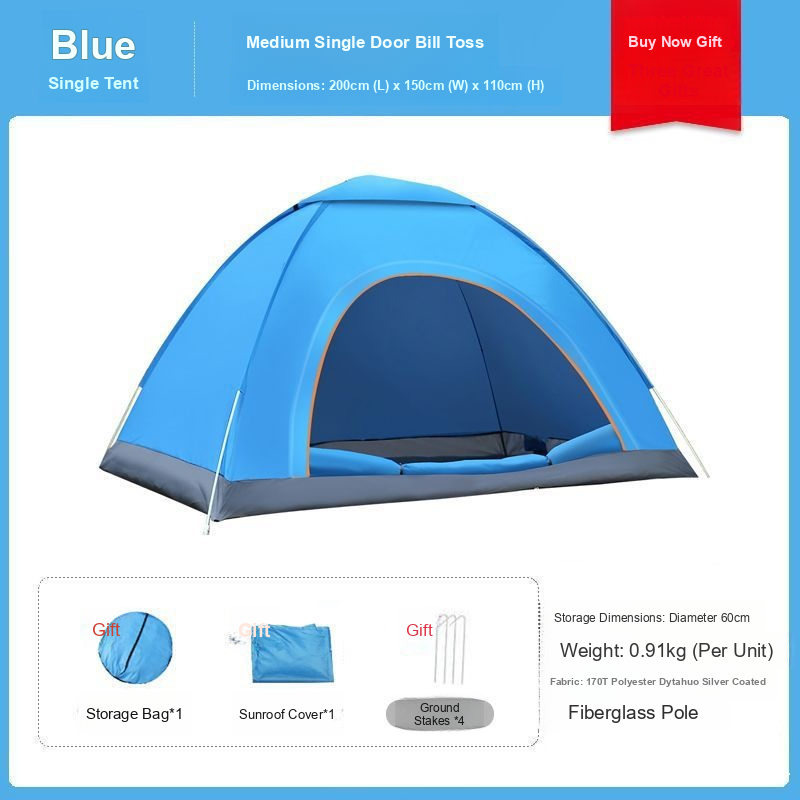 Blue
Single Tent
Medium Single Door Bill Toss
Dimensions: 200cm (L) x 150cm (W) x 110cm (H)
Buy Now Gift
Gift
Gift
Gift
Storage Bag*1
Sunroof Cover*1
Ground
Stakes *4
Storage Dimensions: Diameter 60cm
Weight: 0.91kg (Per Unit)
Fabric: 170T Polyester Dytahuo Silver Coated
Fiberglass Pole